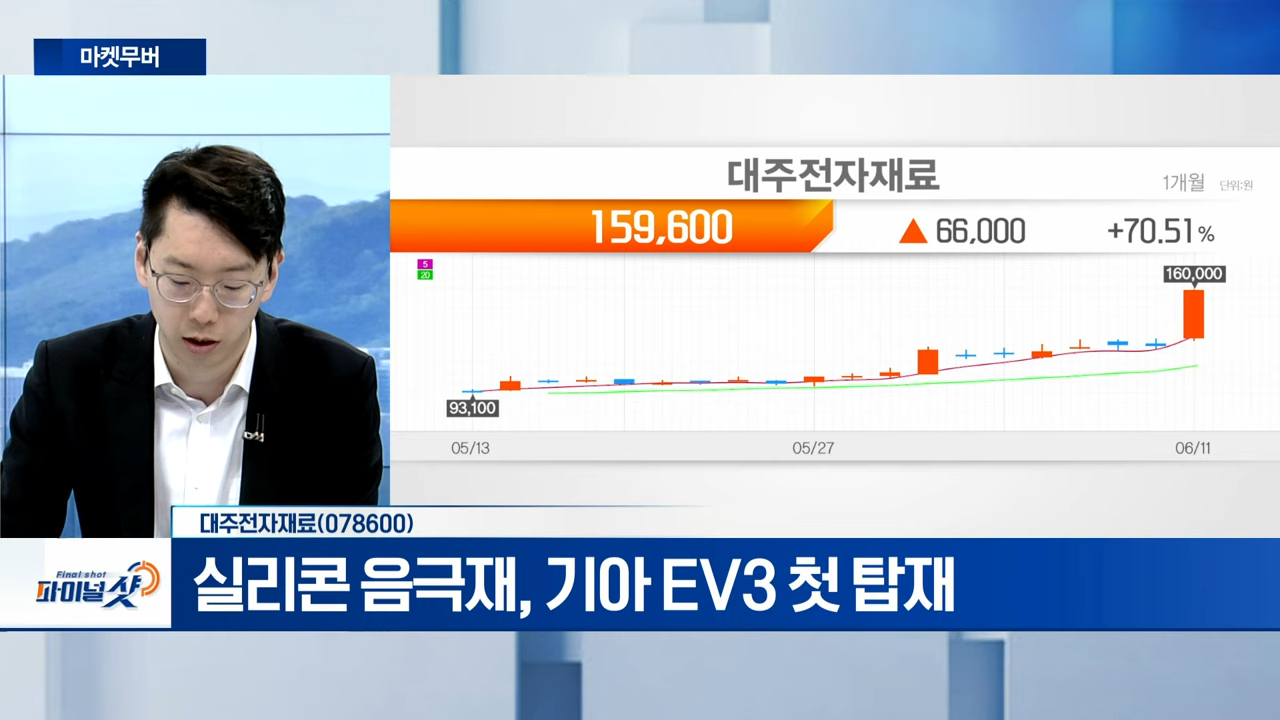 마켓무버
대주전자재료
1개월 단위:원
159,600 ▲ 66,000 +70.51%
5
20
160,000
93,100
05/13 05/27 06/11
대주전자재료(078600)
Final shot
파이널샷
실리콘 음극재, 기아 EV3 첫 탑재